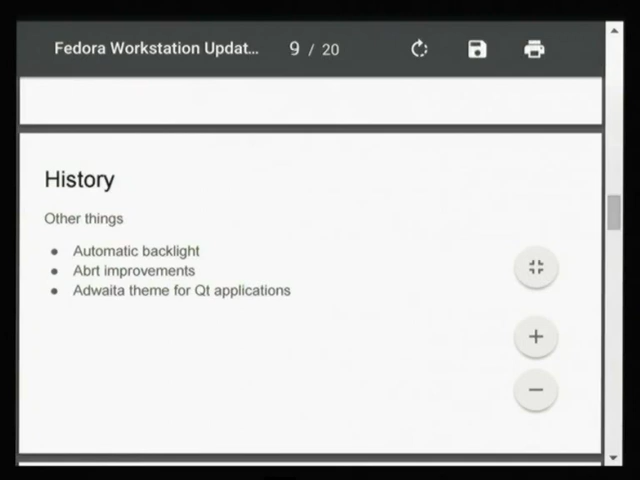 Fedora Workstation Updat... 9 / 20
History
Other things
• Automatic backlight
• Abrt improvements
• Adwaita theme for Qt applications